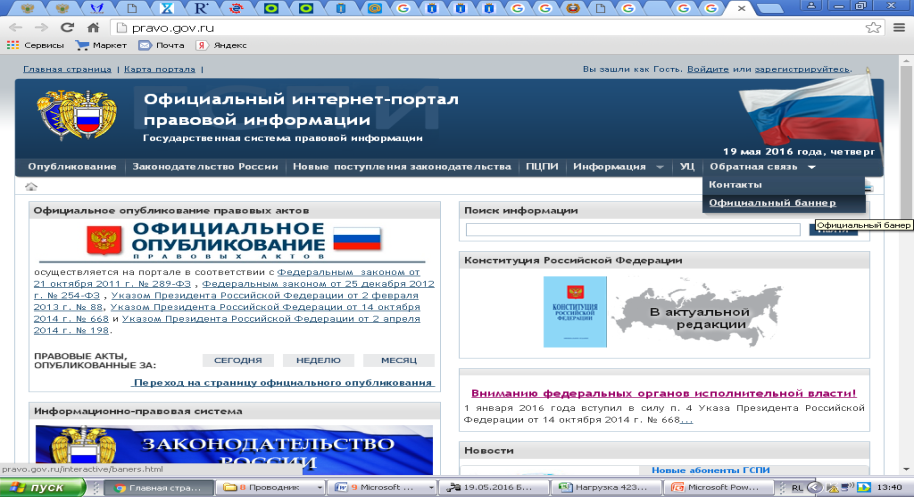 pravo.gov.ru
Сервисы Маркет Почта Яндекс
Главная страница | Карта портала |
Вы зашли как Гость. Войдите или зарегистрируйтесь.
Официальный интернет-портал
правовой информации
Государственная система правовой информации
19 мая 2016 года, четверг
Опубликование Законодательство России Новые поступления законодательства ПЦПИ Информация УЦ Обратная связь
Контакты
Официальный баннер
Официальный банер
Официальное опубликование правовых актов
ОФИЦИАЛЬНОЕ
ОПУБЛИКОВАНИЕ
ПРАВОВЫХ АКТОВ
осуществляется на портале в соответствии с Федеральным законом от
21 октября 2011 г. № 289-ФЗ , Федеральным законом от 25 декабря 2012
г. № 254-ФЗ , Указом Президента Российской Федерации от 2 февраля
2013 г. № 88, Указом Президента Российской Федерации от 14 октября
2014 г. № 668 и Указом Президента Российской Федерации от 2 апреля
2014 г. № 198.
ПРАВОВЫЕ АКТЫ,
ОПУБЛИКОВАННЫЕ ЗА:
СЕГОДНЯ НЕДЕЛЮ МЕСЯЦ
Переход на страницу официального опубликования
Информационно-правовая система
ЗАКОНОДАТЕЛЬСТВО
РОССИИ
Поиск информации
Конституция Российской Федерации
КОНСТИТУЦИЯ
РОССИЙСКОЙ
ФЕДЕРАЦИИ
В актуальной
редакции
Вниманию федеральных органов исполнительной власти!
1 января 2016 года вступил в силу п. 4 Указа Президента Российской
Федерации от 14 октября 2014 г. № 668...
Новости
Новые абоненты ГСПИ
pravo.gov.ru/interactive/baners.html
пуск Главная стра... 8 Проводник 9 Microsoft ... 19.05.2016 Б... Нагрузка 423... Microsoft Pow... RL 13:40